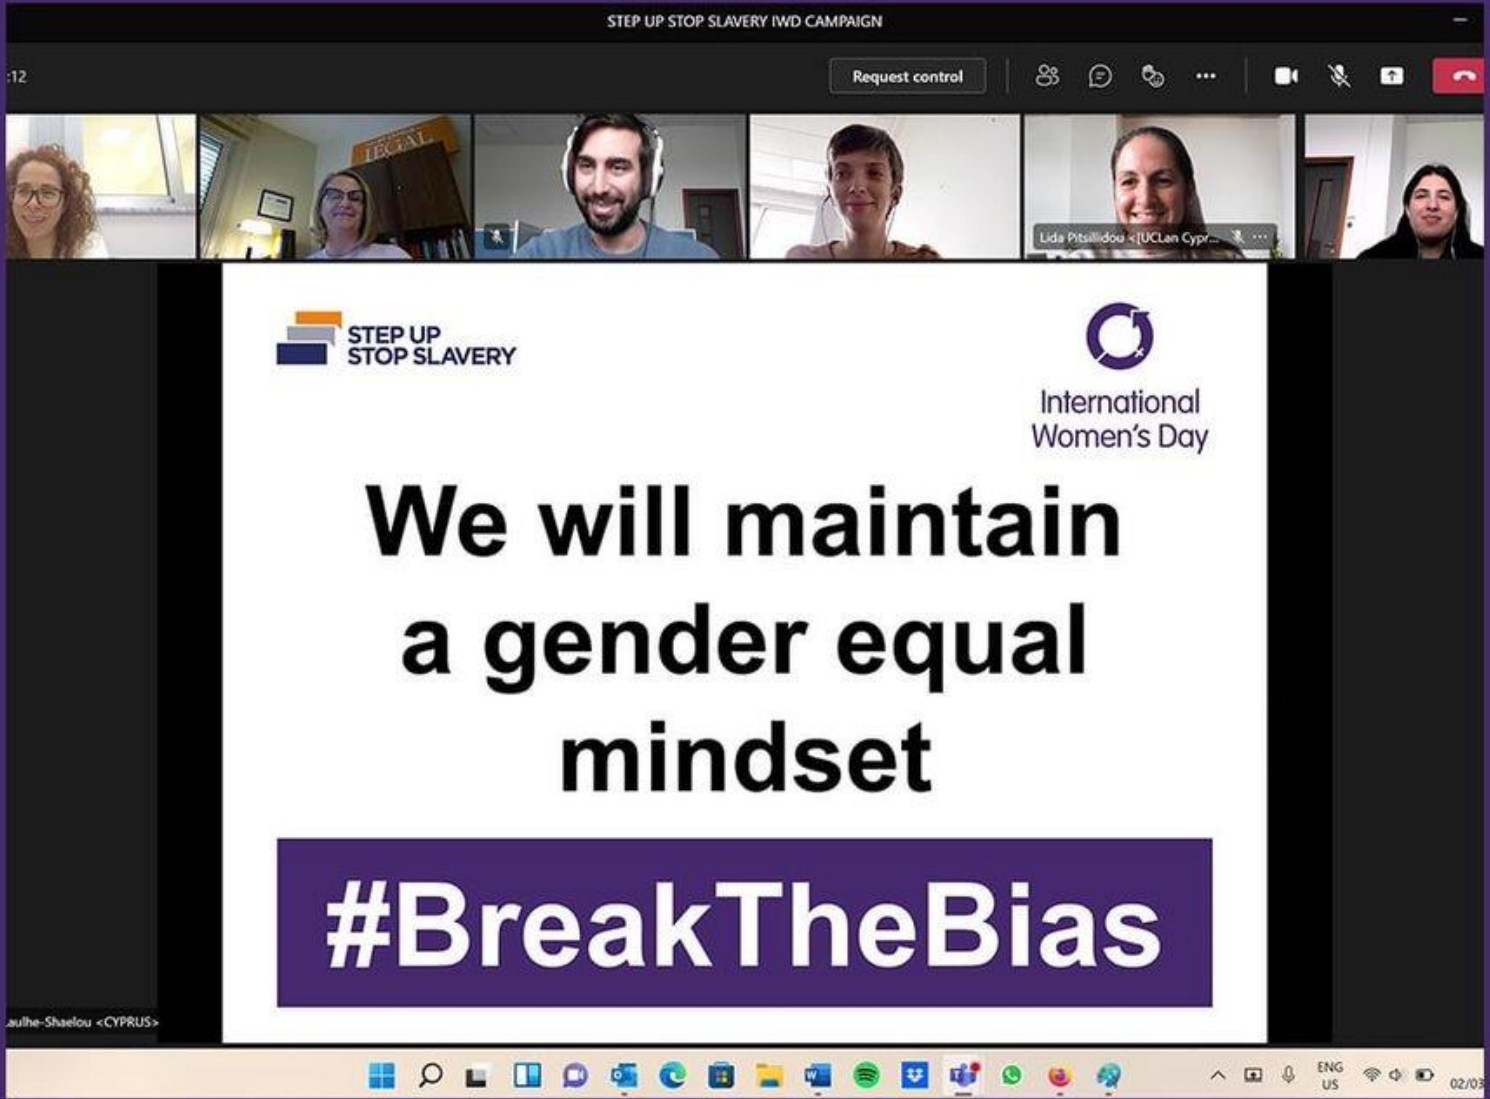 STEP UP STOP SLAVERY IWD CAMPAIGN
:12
Request control
LEGAL
Lida Pitsillidou <[UCLan Cypr...
STEP UP
STOP SLAVERY
International
Women's Day
We will maintain
a gender equal
mindset
#BreakTheBias
aulhe-Shaelou <CYPRUS>
ENG
US
02/03